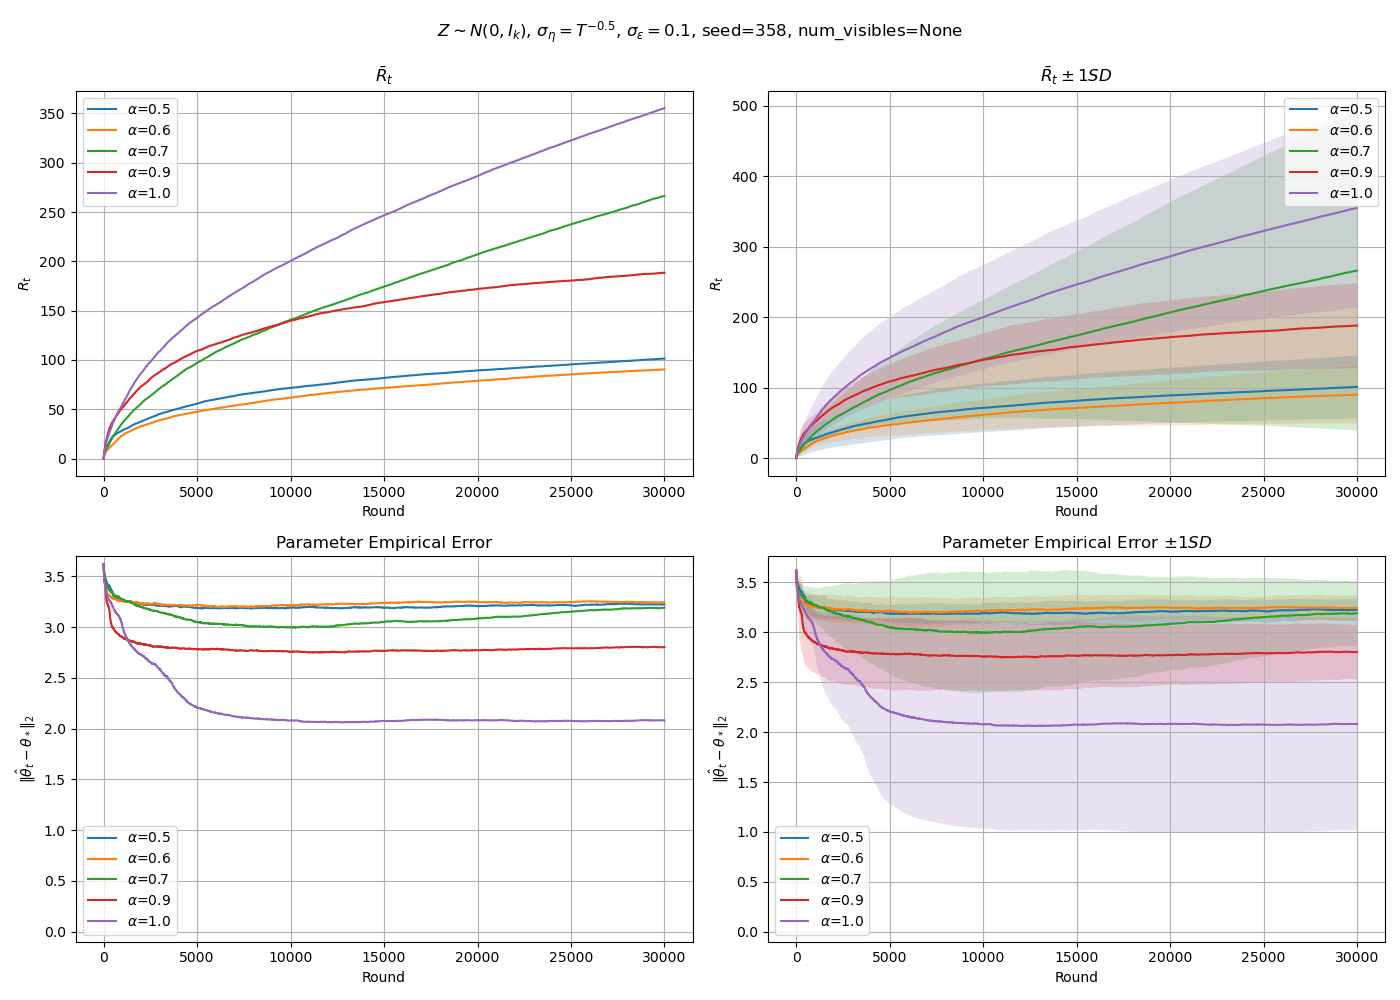 Z ∼ N(0, I_k), σ_η = T^{−0.5}, σ_ε = 0.1, seed=358, num_visibles=None
R̄_t
350
300
250
200
150
100
50
0
R_t
α=0.5
α=0.6
α=0.7
α=0.9
α=1.0
0 5000 10000 15000 20000 25000 30000
Round
R̄_t ± 1SD
500
400
300
200
100
0
R_t
α=0.5
α=0.6
α=0.7
α=0.9
α=1.0
0 5000 10000 15000 20000 25000 30000
Round
Parameter Empirical Error
3.5
3.0
2.5
2.0
1.5
1.0
0.5
0.0
‖θ̂_t − θ_*‖_2
α=0.5
α=0.6
α=0.7
α=0.9
α=1.0
0 5000 10000 15000 20000 25000 30000
Round
Parameter Empirical Error ±1SD
3.5
3.0
2.5
2.0
1.5
1.0
0.5
0.0
‖θ̂_t − θ_*‖_2
α=0.5
α=0.6
α=0.7
α=0.9
α=1.0
0 5000 10000 15000 20000 25000 30000
Round